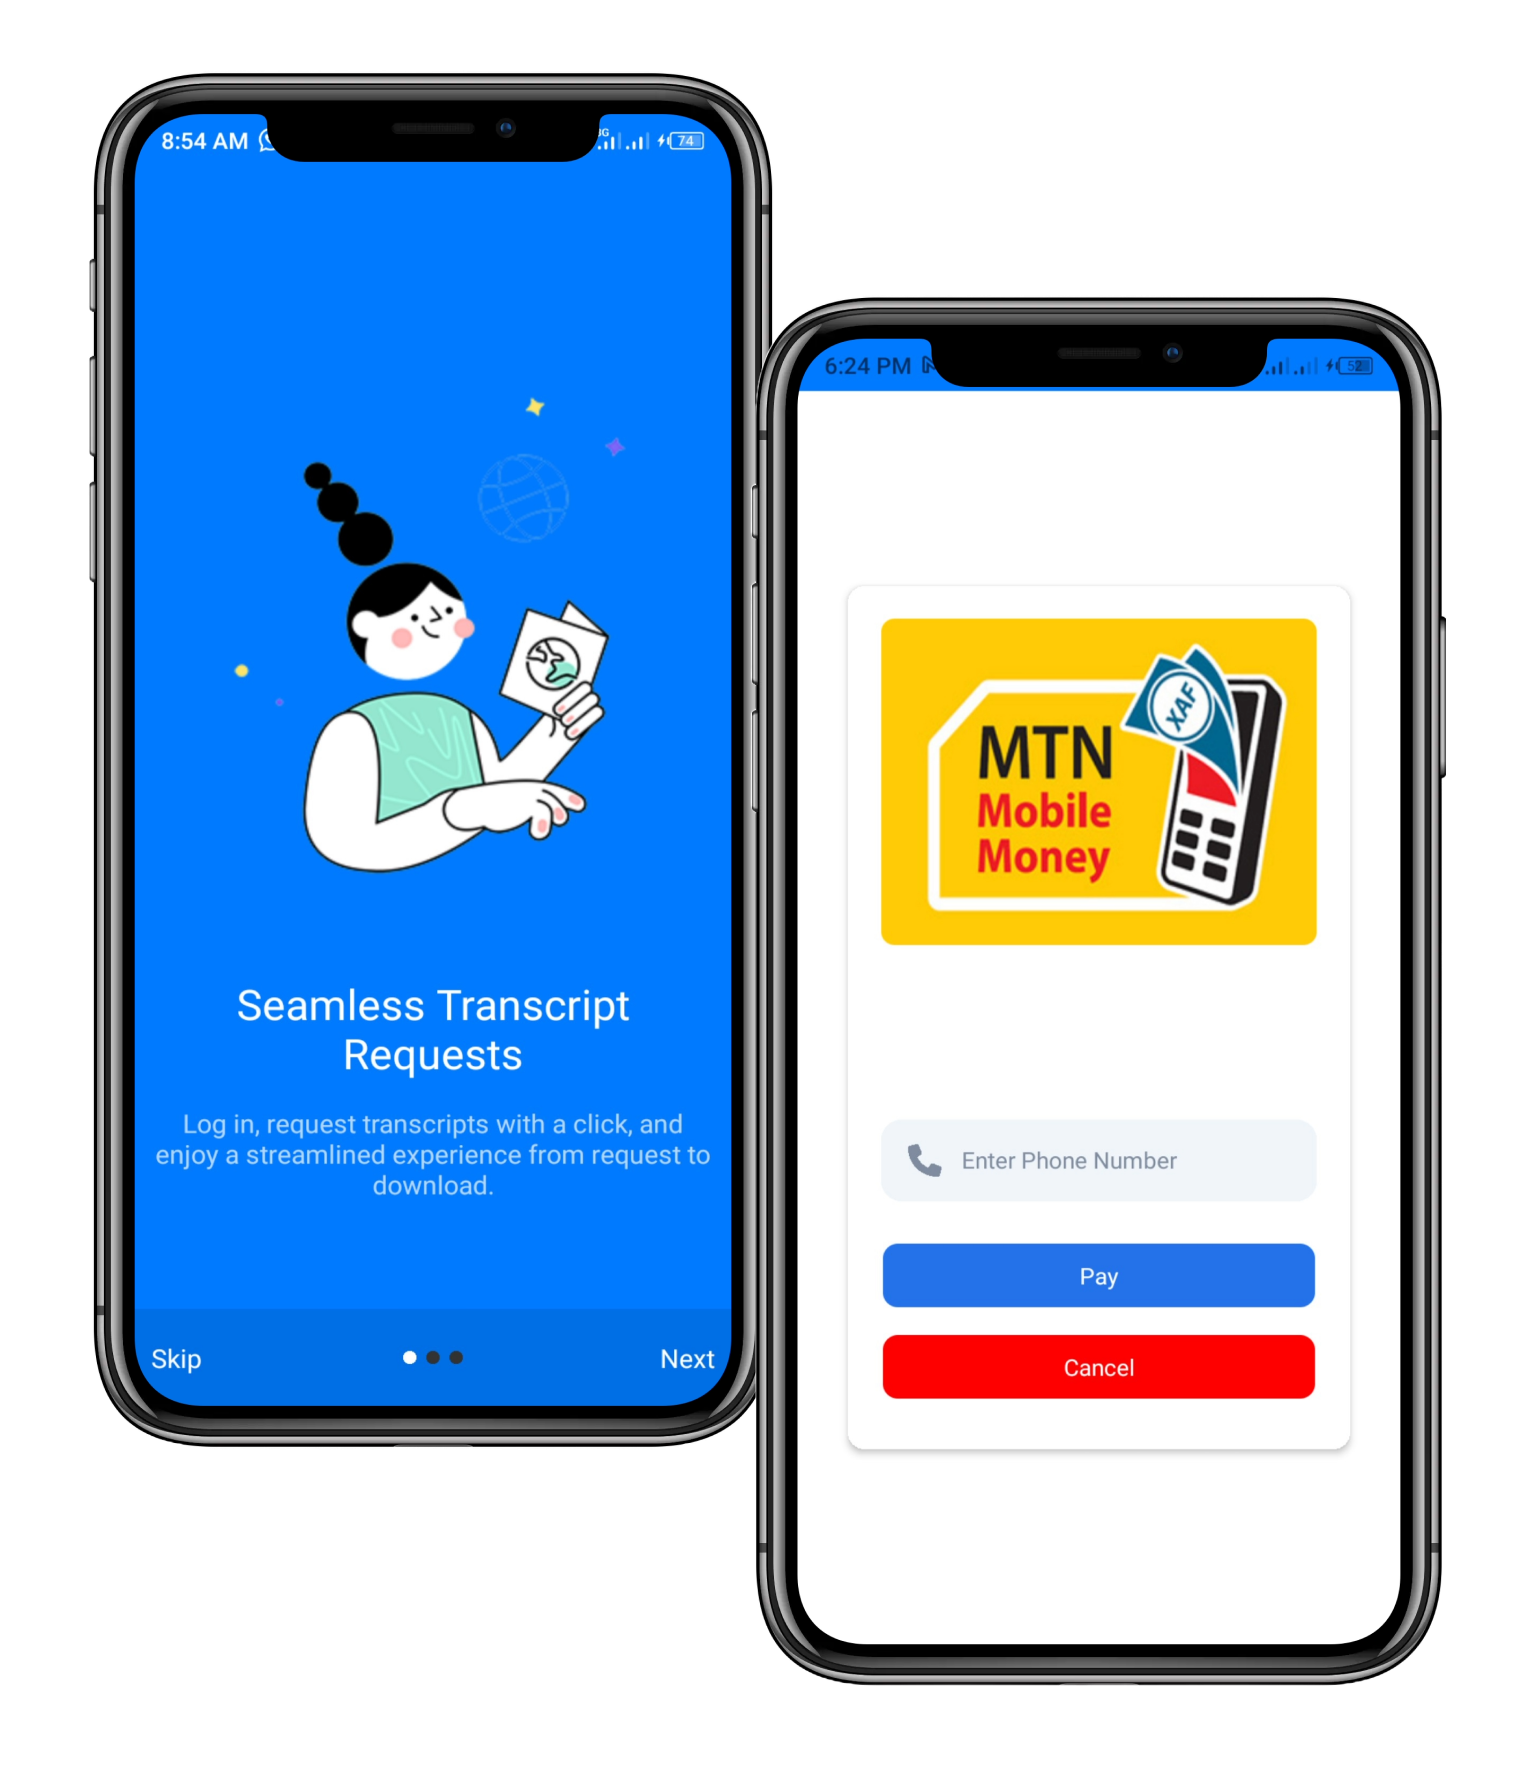 8:54 AM
74
Seamless Transcript
Requests
Log in, request transcripts with a click, and
enjoy a streamlined experience from request to
download.
Skip
Next
6:24 PM
52
XAF
MTN
Mobile
Money
Enter Phone Number
Pay
Cancel